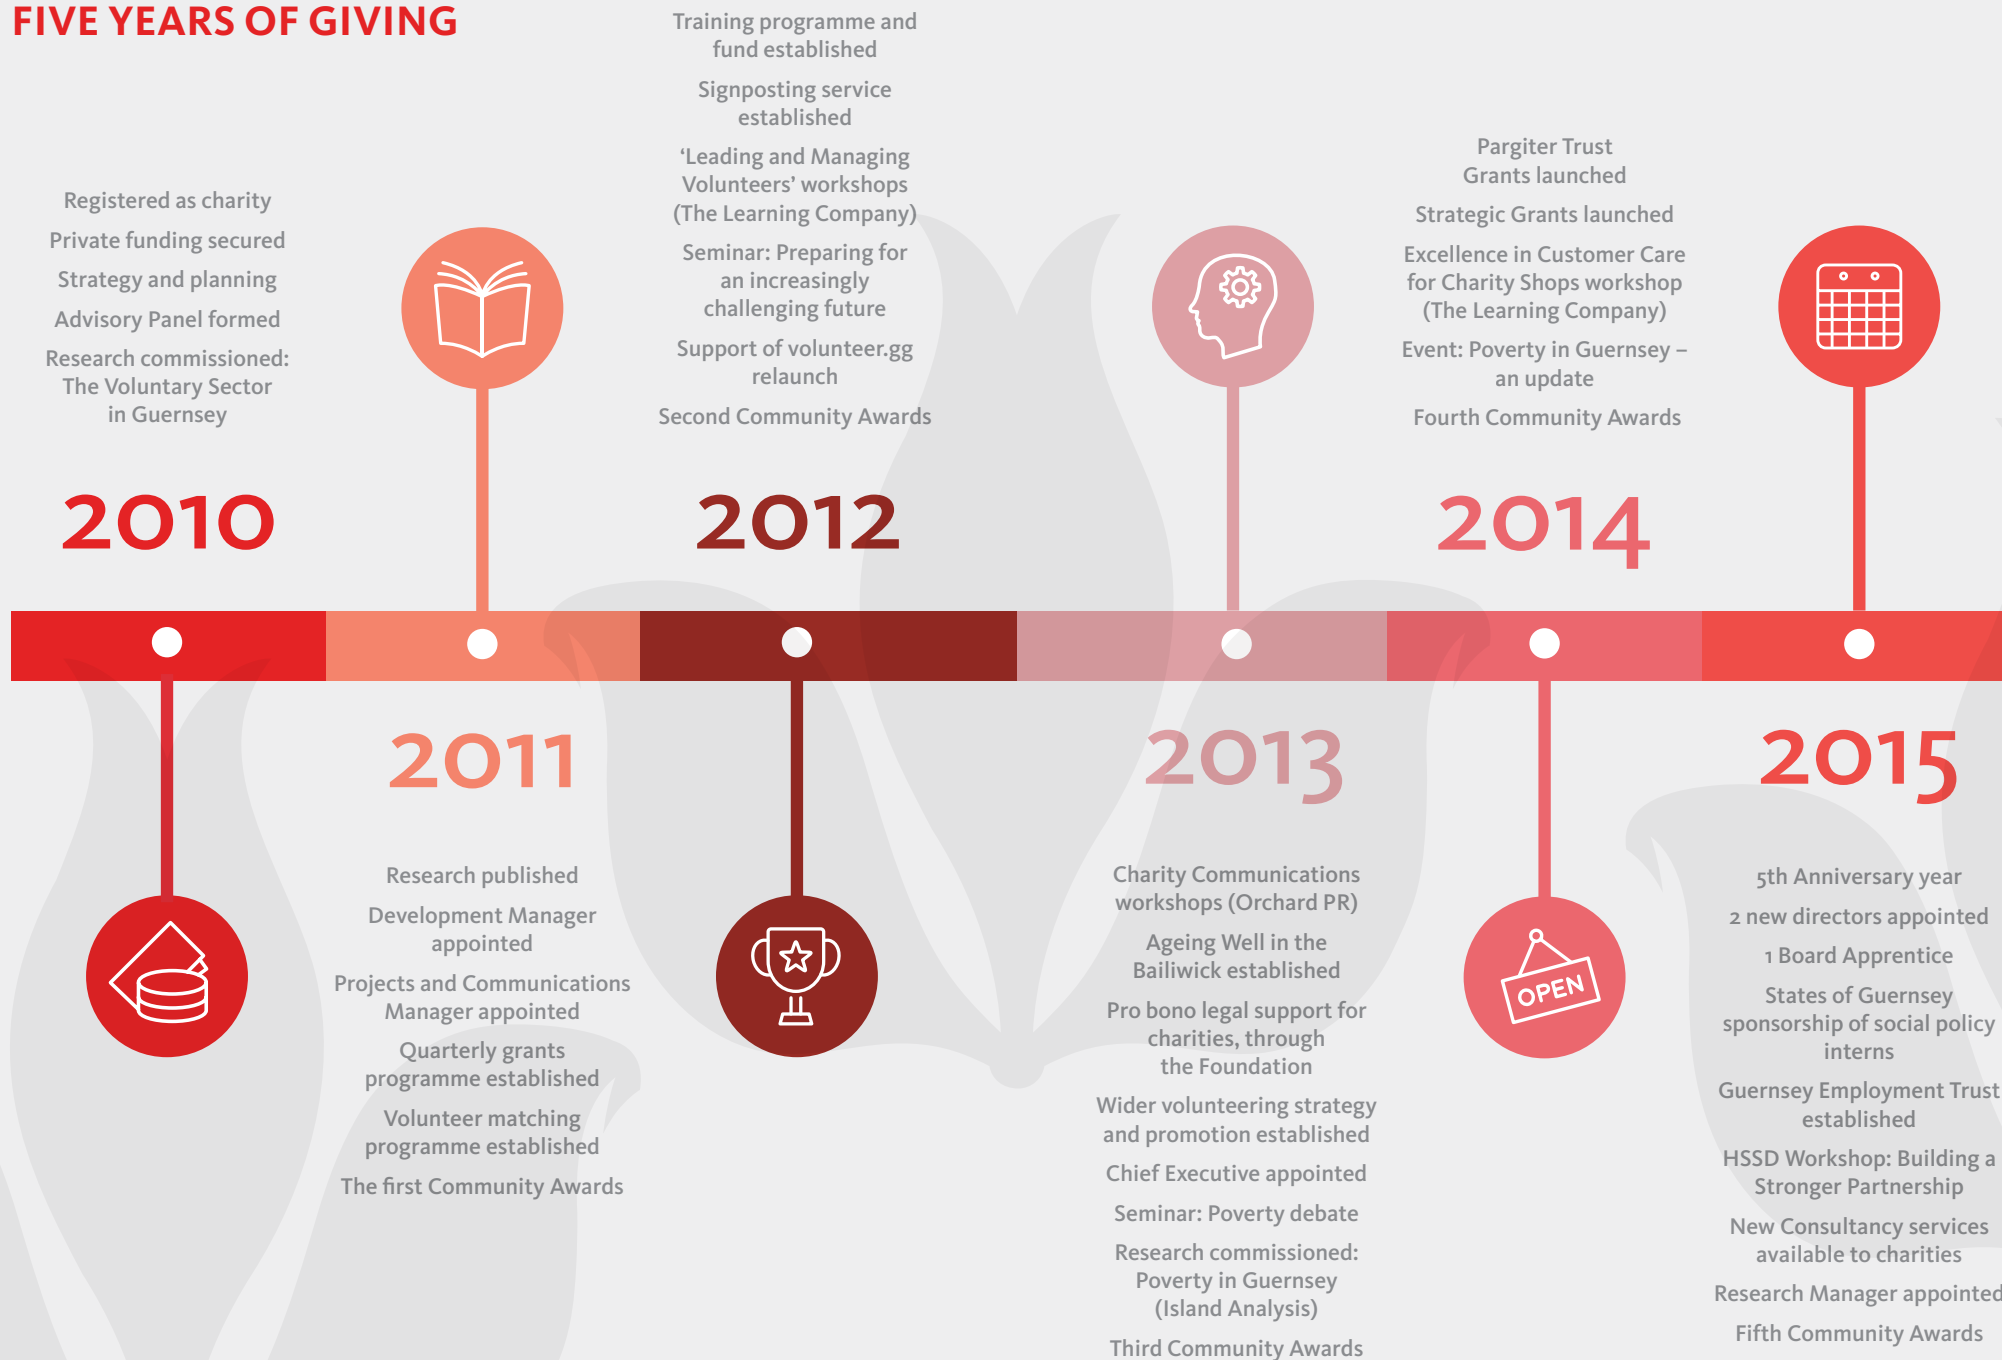 FIVE YEARS OF GIVING
Registered as charity
Private funding secured
Strategy and planning
Advisory Panel formed
Research commissioned:
The Voluntary Sector
in Guernsey
2010
2011
Research published
Development Manager
appointed
Projects and Communications
Manager appointed
Quarterly grants
programme established
Volunteer matching
programme established
The first Community Awards
Training programme and
fund established
Signposting service
established
‘Leading and Managing
Volunteers’ workshops
(The Learning Company)
Seminar: Preparing for
an increasingly
challenging future
Support of volunteer.gg
relaunch
Second Community Awards
2012
2013
Charity Communications
workshops (Orchard PR)
Ageing Well in the
Bailiwick established
Pro bono legal support for
charities, through
the Foundation
Wider volunteering strategy
and promotion established
Chief Executive appointed
Seminar: Poverty debate
Research commissioned:
Poverty in Guernsey
(Island Analysis)
Third Community Awards
Pargiter Trust
Grants launched
Strategic Grants launched
Excellence in Customer Care
for Charity Shops workshop
(The Learning Company)
Event: Poverty in Guernsey –
an update
Fourth Community Awards
2014
OPEN
2015
5th Anniversary year
2 new directors appointed
1 Board Apprentice
States of Guernsey
sponsorship of social policy
interns
Guernsey Employment Trust
established
HSSD Workshop: Building a
Stronger Partnership
New Consultancy services
available to charities
Research Manager appointed
Fifth Community Awards